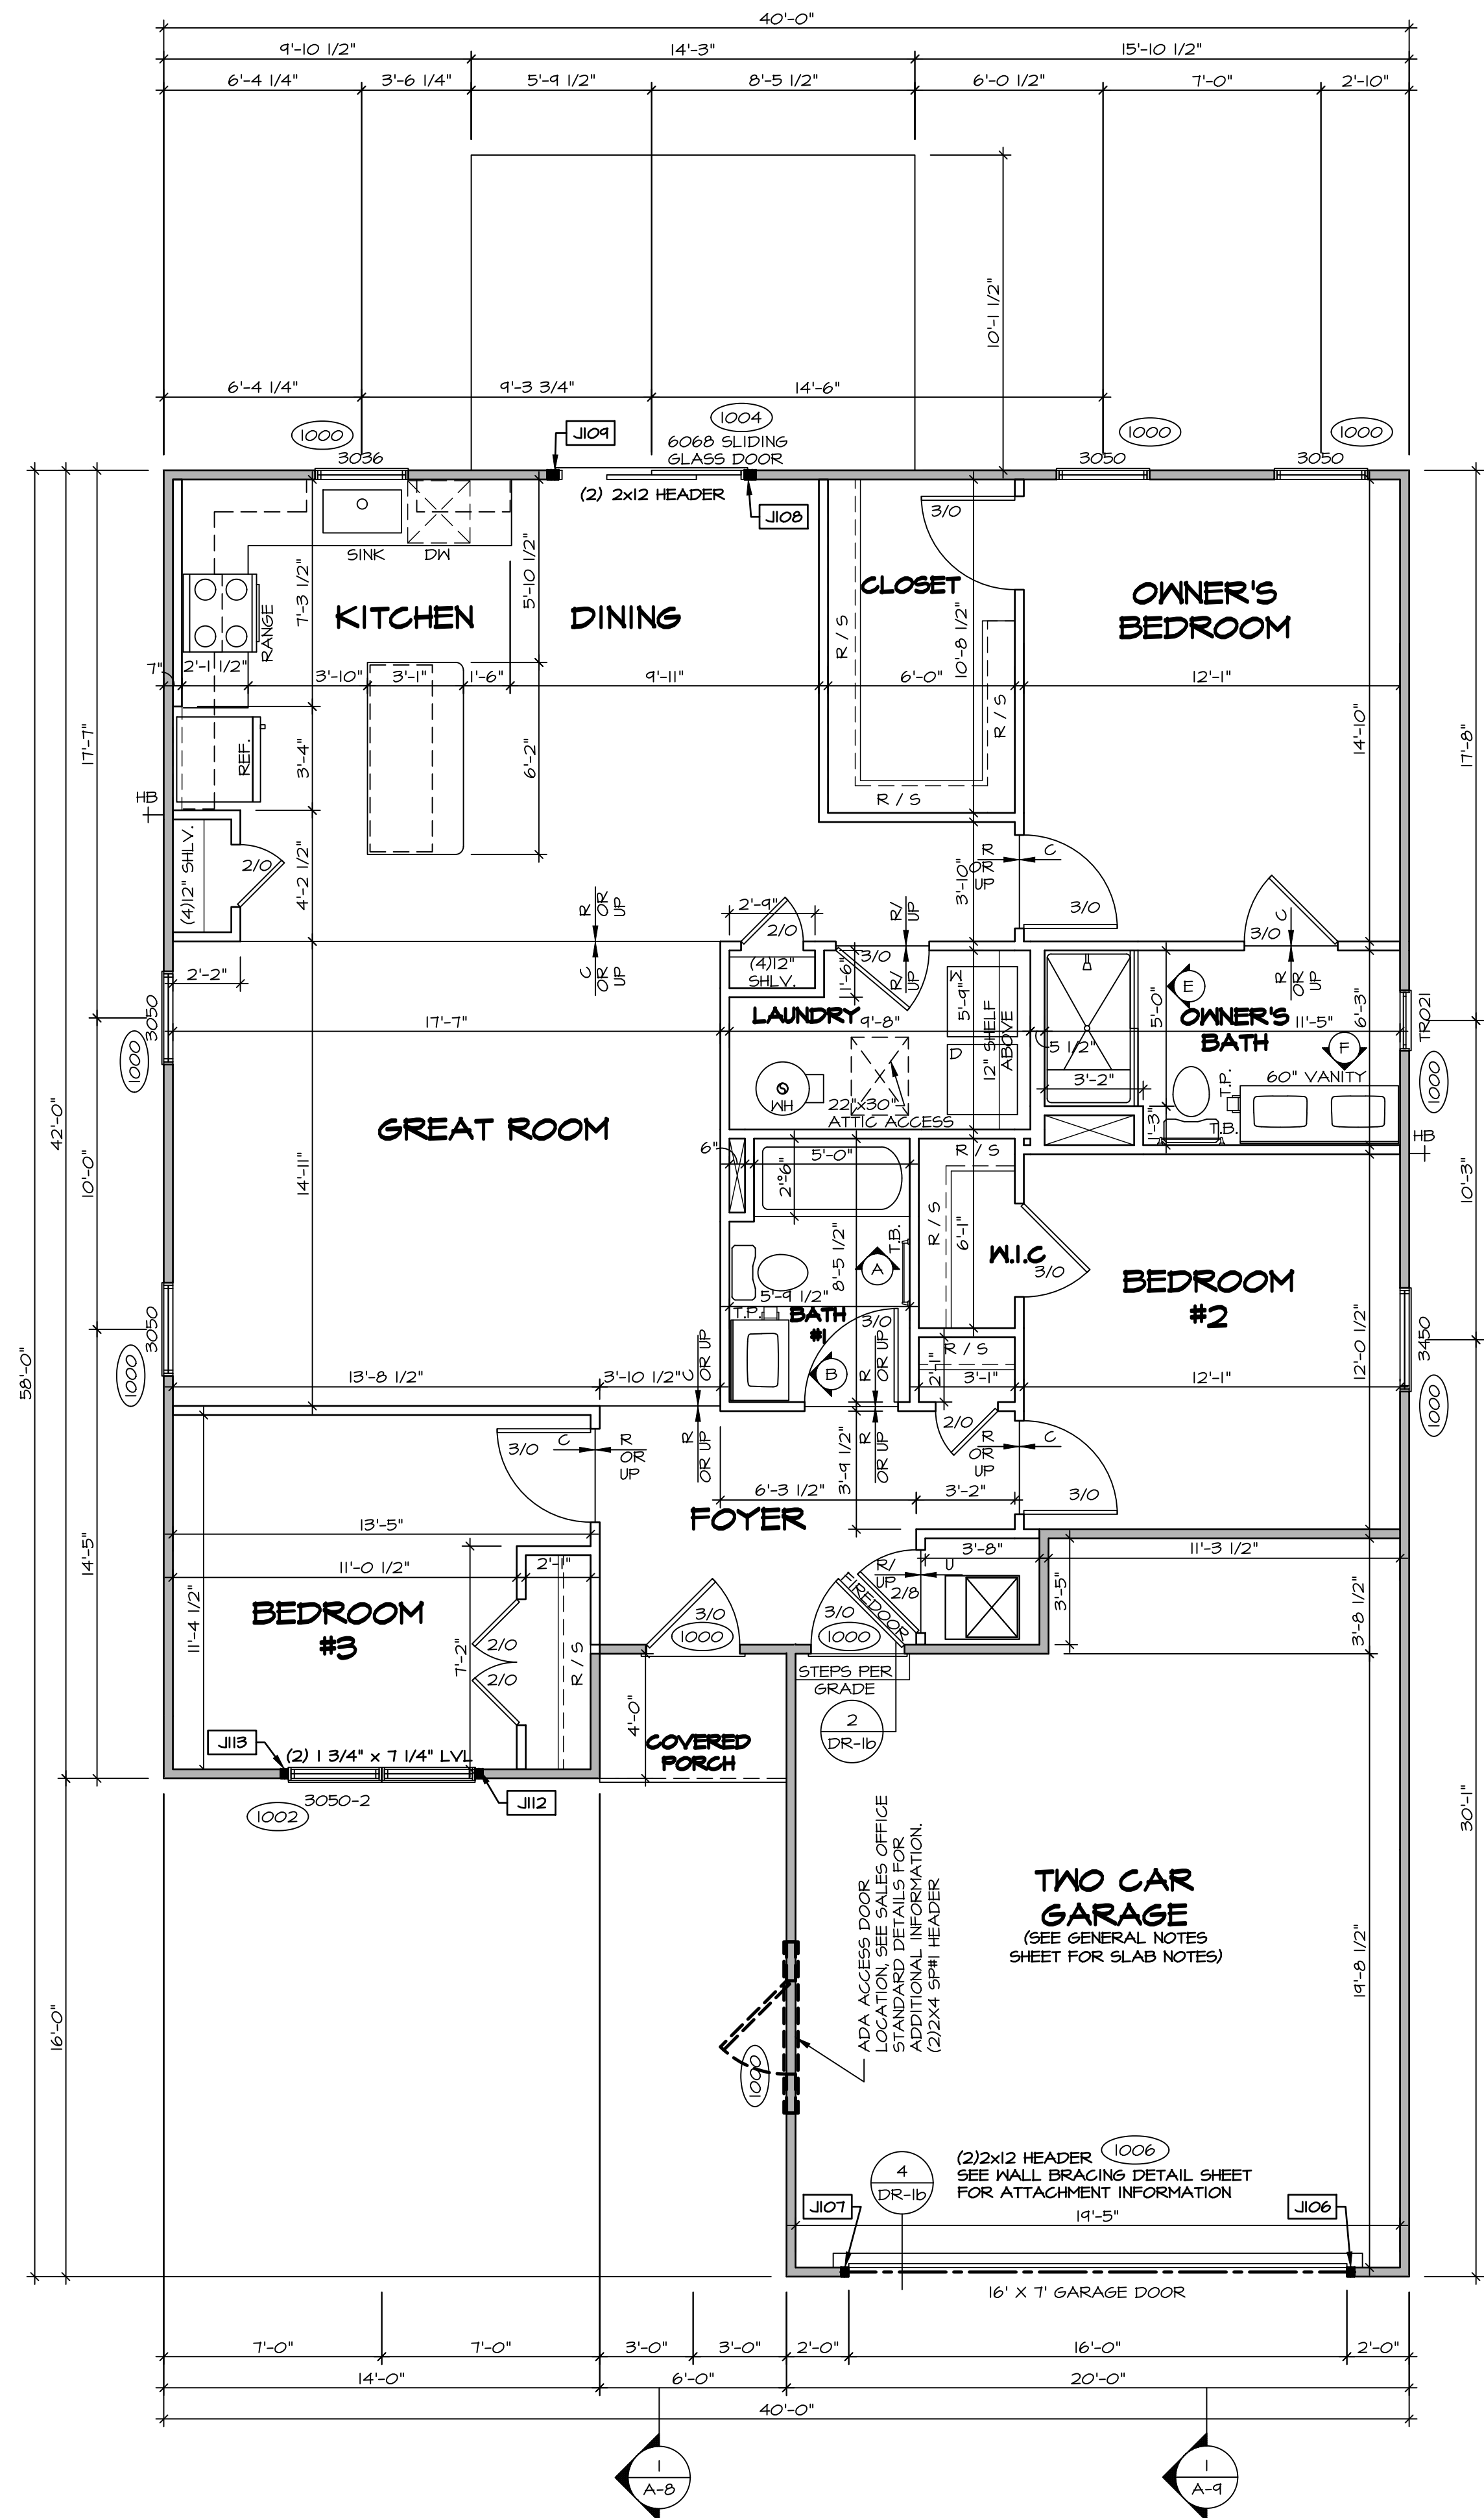 40'-0"
9'-10 1/2" 14'-3" 15'-10 1/2"
6'-4 1/4" 3'-6 1/4" 5'-9 1/2" 8'-5 1/2" 6'-0 1/2" 7'-0" 2'-10"
10'-1 1/2"
6'-4 1/4" 9'-3 3/4" 14'-6"
1000
J109
1004
6068 SLIDING
GLASS DOOR
1000
1000
3036
3050
3050
(2) 2x12 HEADER
J108
SINK
DW
3/0
RANGE
7'-3 1/2"
KITCHEN
5'-10 1/2"
DINING
CLOSET
R / S
10'-8 1/2"
OWNER'S
BEDROOM
7"
2'-1 1/2"
3'-10"
3'-1"
1'-6"
9'-11"
6'-0"
12'-1"
R / S
14'-10"
17'-7"
17'-8"
REF.
3'-4"
6'-2"
R / S
HB
(4)12" SHLV.
2/0
4'-2 1/2"
R
OR
UP
C
3'-10"
3/0
R
OR
UP
C
OR
UP
2'-9"
2/0
R/
UP
R/
UP
3/0
3/0
C
R
OR
UP
2'-2"
(4)12"
SHLV.
1'-6"
W
5'-9"
12" SHELF
ABOVE
5'-0"
E
6'-3"
TR021
3050
1000
17'-7"
LAUNDRY
9'-8"
5 1/2"
OWNER'S
BATH
11'-5"
F
D
3'-2"
60" VANITY
T.P.
1000
WH
22"x30"
ATTIC ACCESS
T.B.
HB
42'-0"
GREAT ROOM
6"
5'-0"
R / S
10'-0"
14'-11"
2'-6"
R / S
6'-1"
10'-3"
8'-5 1/2"
T.B.
A
W.I.C
3/0
BEDROOM
#2
5'-9 1/2"
T.P.
BATH
#1
3/0
3050
1000
58'-0"
C
OR UP
R
OR UP
B
R
OR UP
R
OR UP
R / S
2'-1"
3'-1"
12'-1"
12'-0 1/2"
3450
1000
13'-8 1/2"
3'-10 1/2"
2/0
3/0
C
R
OR
UP
R
OR
UP
C
3'-9 1/2"
6'-3 1/2"
3'-2"
3/0
FOYER
13'-5"
14'-5"
11'-0 1/2"
2'-1"
3'-8"
11'-3 1/2"
R/
UP
U
2/8
FIREDOOR
3'-5"
3'-8 1/2"
11'-4 1/2"
BEDROOM
#3
7'-2"
2/0
2/0
R / S
3/0
1000
3/0
1000
STEPS PER
GRADE
2
DR-1b
4'-0"
COVERED
PORCH
J113
(2) 1 3/4" x 7 1/4" LVL
J112
3050-2
1002
30'-1"
TWO CAR
GARAGE
(SEE GENERAL NOTES
SHEET FOR SLAB NOTES)
ADA ACCESS DOOR
LOCATION, SEE SALES OFFICE
STANDARD DETAILS FOR
ADDITIONAL INFORMATION.
(2)2X4 SP#1 HEADER
19'-8 1/2"
16'-0"
1000
4
DR-1b
(2)2x12 HEADER 1006
SEE WALL BRACING DETAIL SHEET
FOR ATTACHMENT INFORMATION
J107
J106
19'-5"
16' X 7' GARAGE DOOR
7'-0" 7'-0" 3'-0" 3'-0" 2'-0" 16'-0" 2'-0"
14'-0" 6'-0" 20'-0"
40'-0"
1
A-8
1
A-9